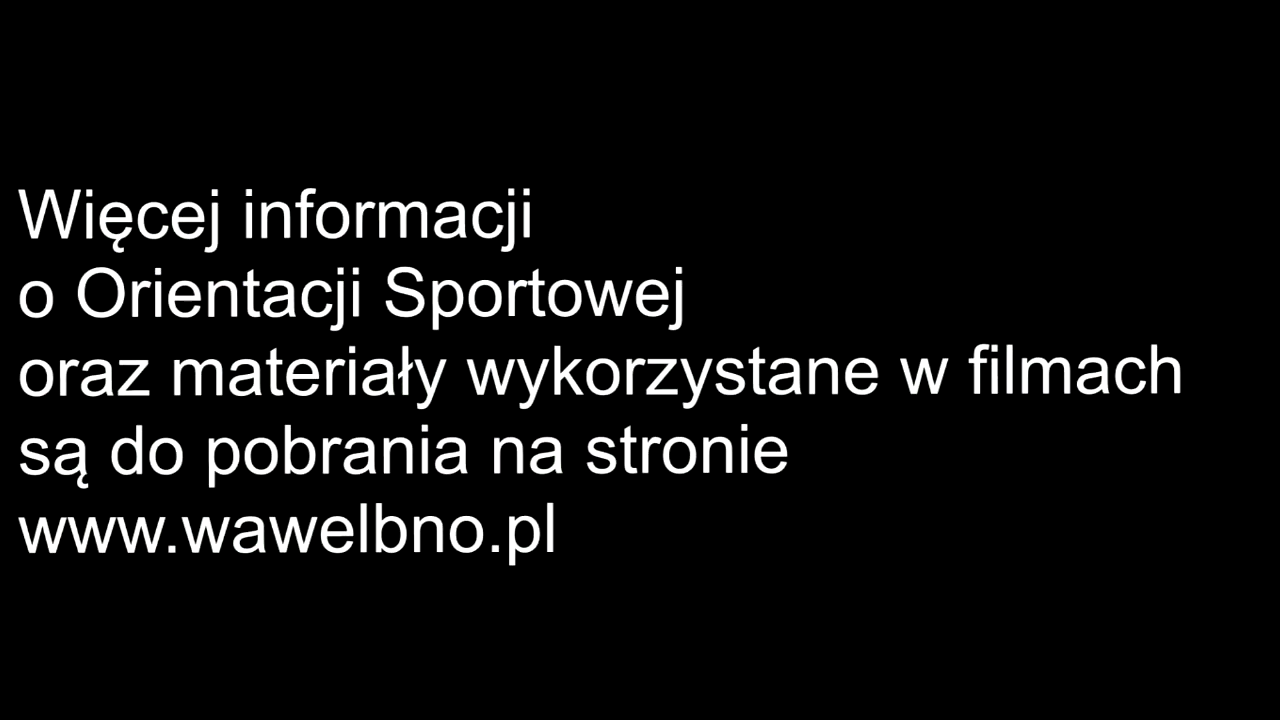 Więcej informacji
o Orientacji Sportowej
oraz materiały wykorzystane w filmach
są do pobrania na stronie
www.wawelbno.pl